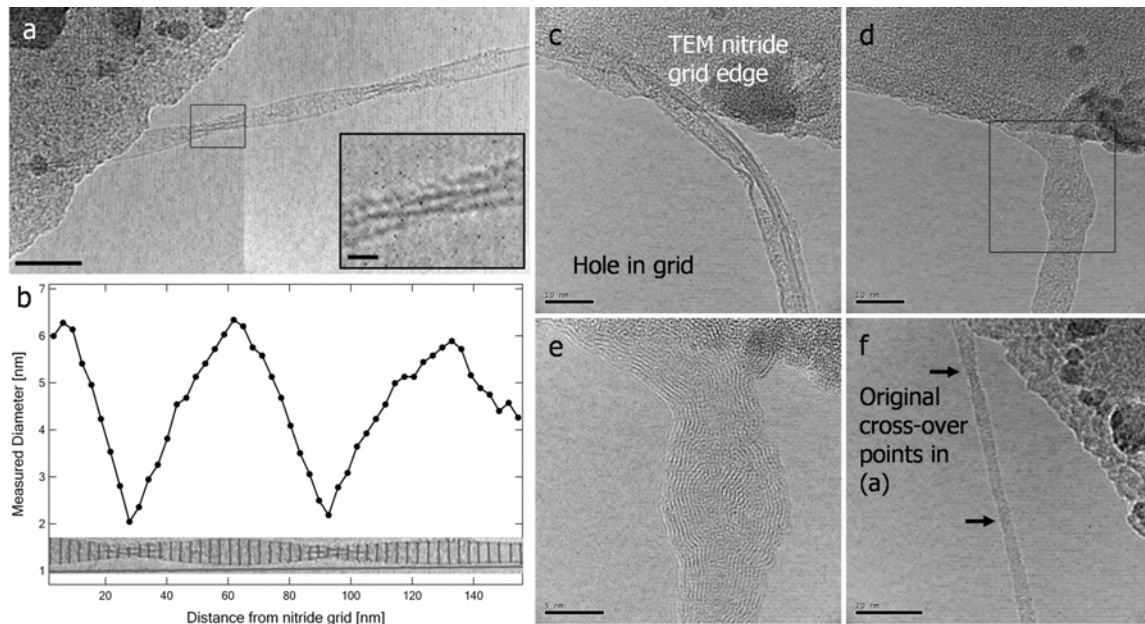 a
c
TEM nitride
grid edge
Hole in grid
10 nm
d
10 nm
b
7
6
5
4
3
2
1
Measured Diameter [nm]
20
40
60
80
100
120
140
Distance from nitride grid [nm]
e
5 nm
f
Original
cross-over
points in
(a)
20 nm